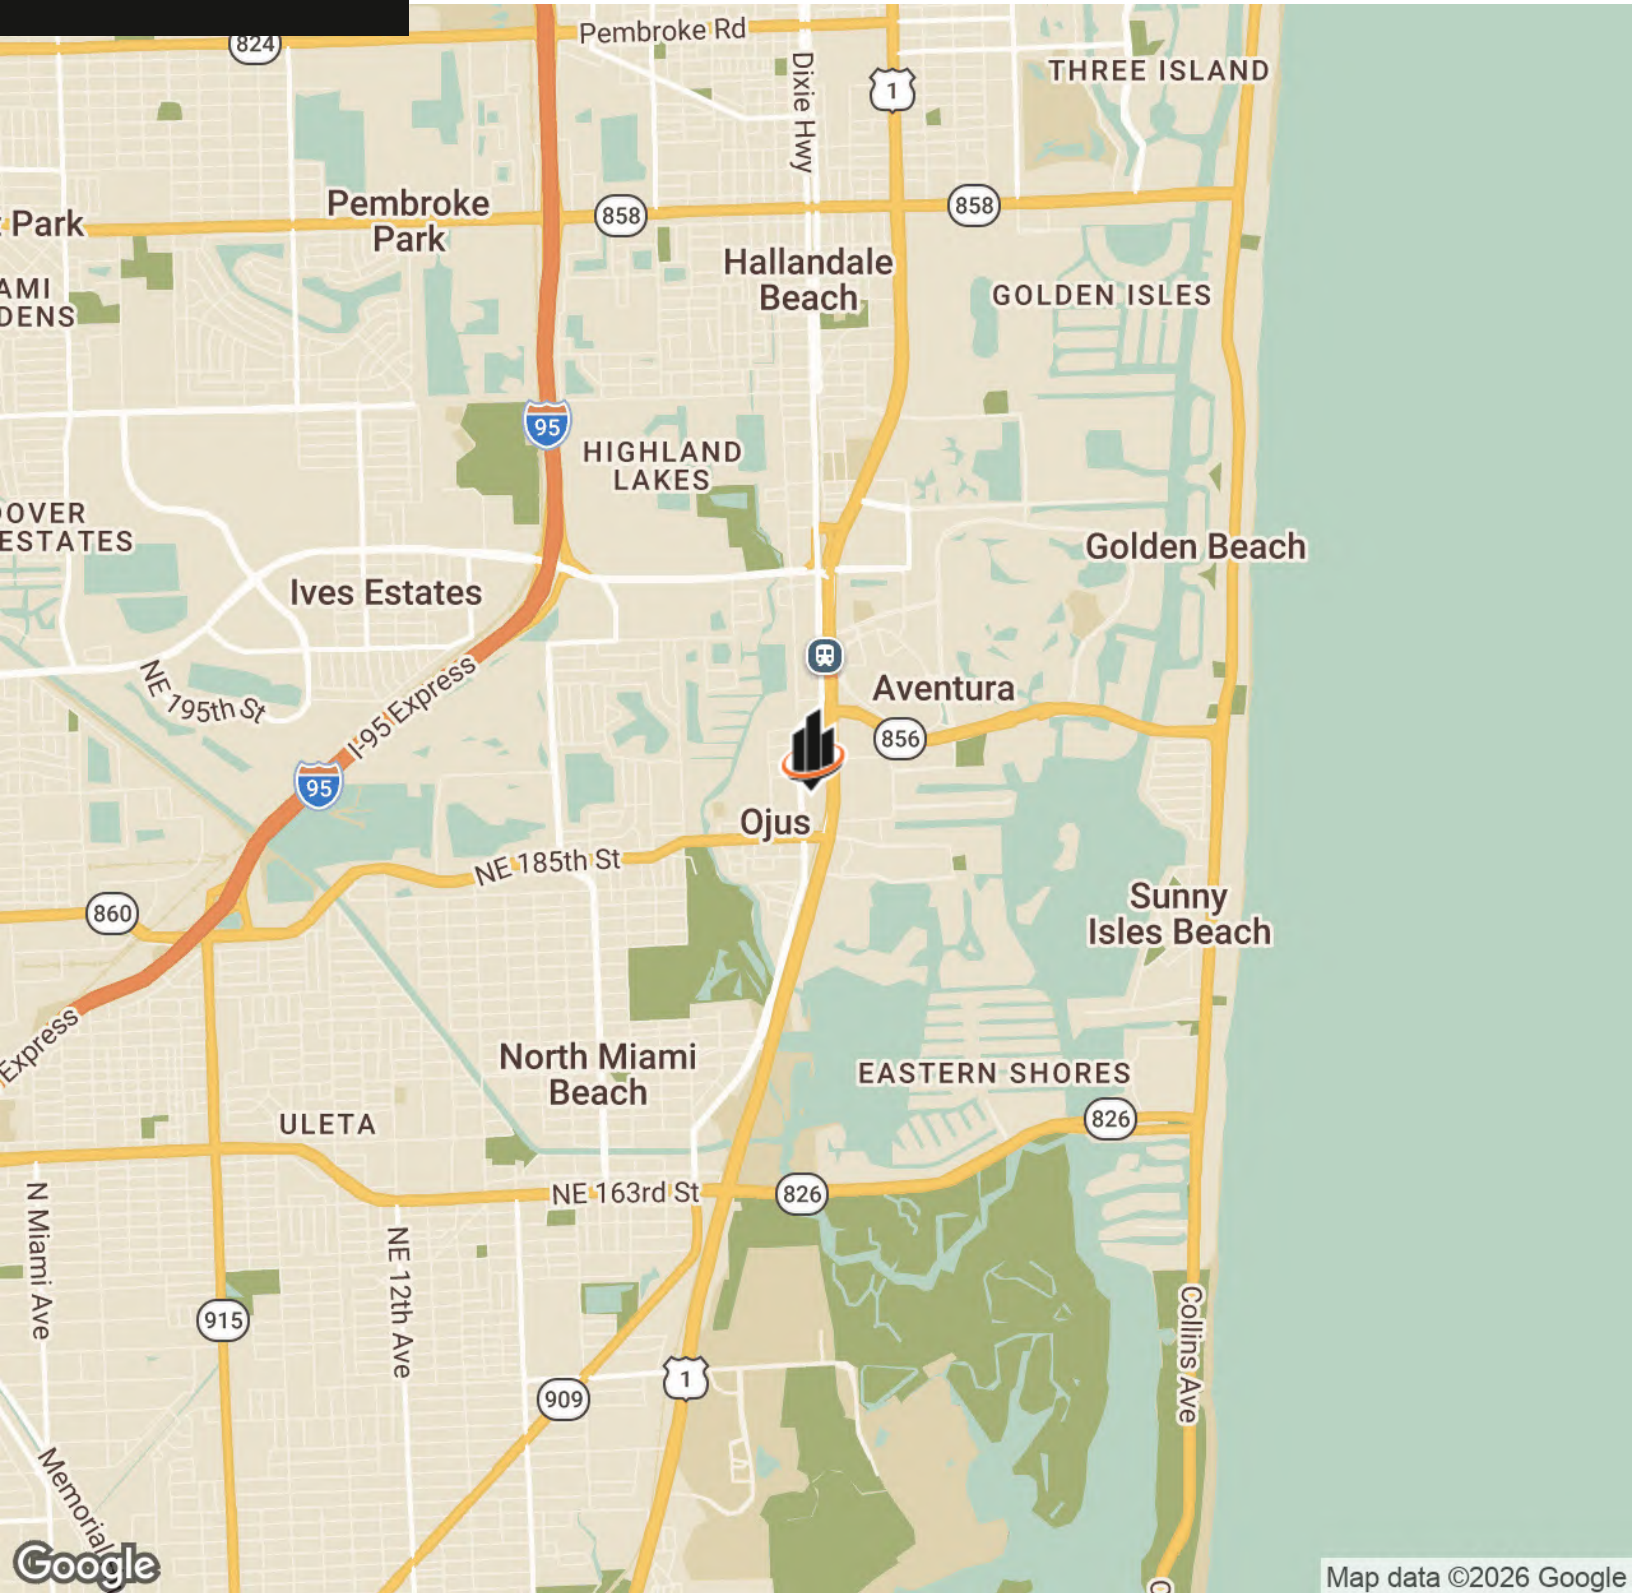 824
Pembroke Rd
Dixie Hwy
1
THREE ISLAND
Pembroke
Park
858
858
Park
Hallandale
Beach
AMI
DENS
GOLDEN ISLES
95
HIGHLAND
LAKES
OVER
ESTATES
Golden Beach
Ives Estates
NE 195th St
I-95 Express
Aventura
856
95
Ojus
NE 185th St
860
Sunny
Isles Beach
Express
North Miami
Beach
EASTERN SHORES
826
ULETA
NE 163rd St
826
N Miami Ave
NE 12th Ave
915
Collins Ave
1
909
Memorial
Google
Map data ©2026 Google